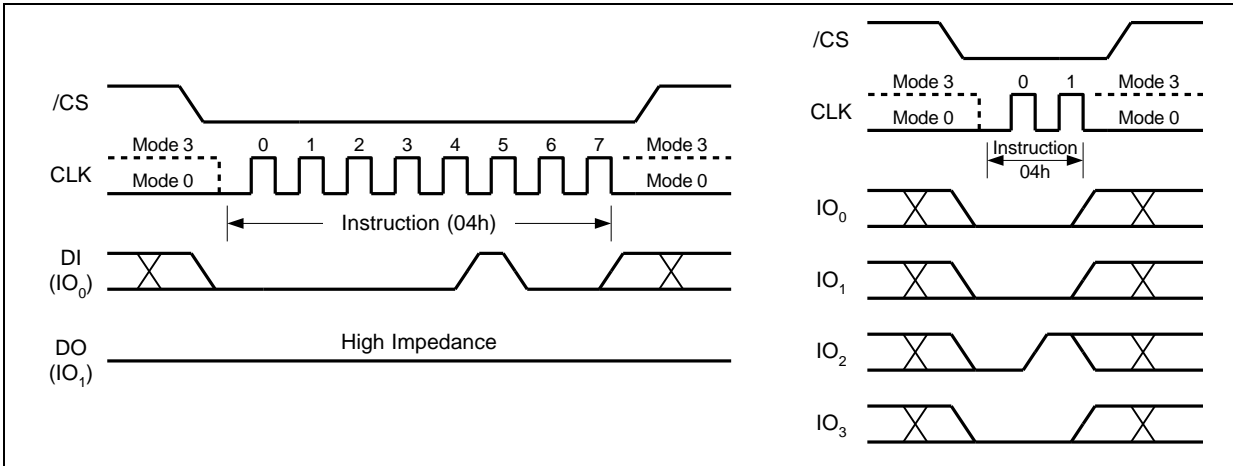 /CS
Mode 3 0 1 2 3 4 5 6 7 Mode 3
CLK Mode 0 Mode 0
Instruction (04h)
DI
(IO0)
DO High Impedance
(IO1)
/CS
Mode 3 0 1 Mode 3
CLK Mode 0 Mode 0
Instruction
04h
IO0
IO1
IO2
IO3